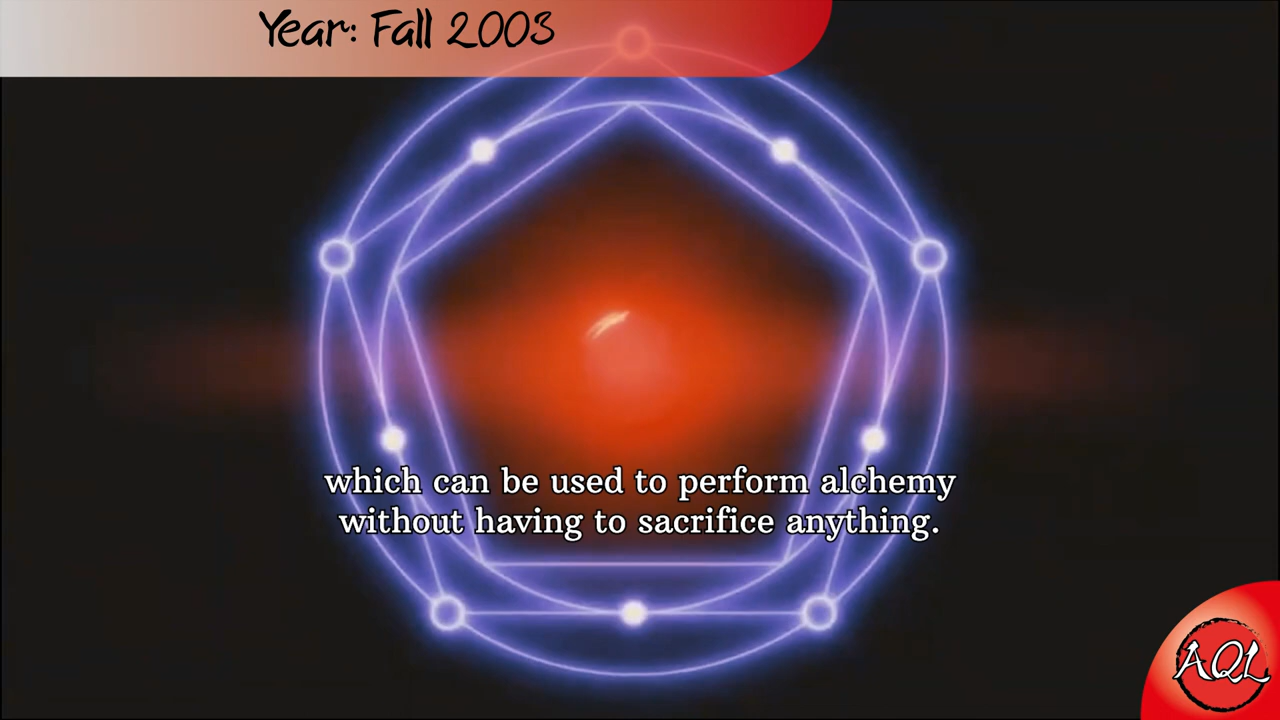 Year: Fall 2003
which can be used to perform alchemy
without having to sacrifice anything.
AQL